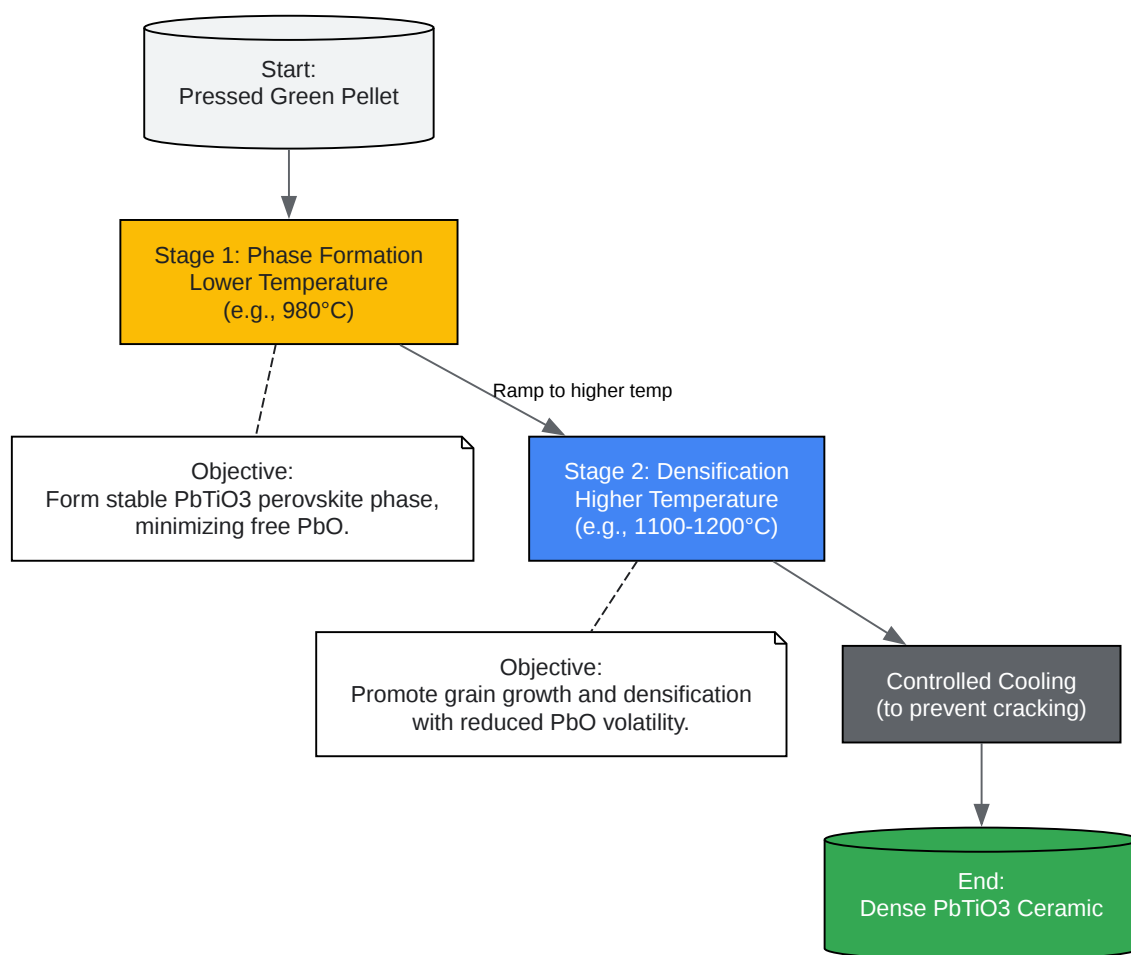 Start:
Pressed Green Pellet
Stage 1: Phase Formation
Lower Temperature
(e.g., 980°C)
Ramp to higher temp
Objective:
Form stable PbTiO3 perovskite phase,
minimizing free PbO.
Stage 2: Densification
Higher Temperature
(e.g., 1100-1200°C)
Objective:
Promote grain growth and densification
with reduced PbO volatility.
Controlled Cooling
(to prevent cracking)
End:
Dense PbTiO3 Ceramic